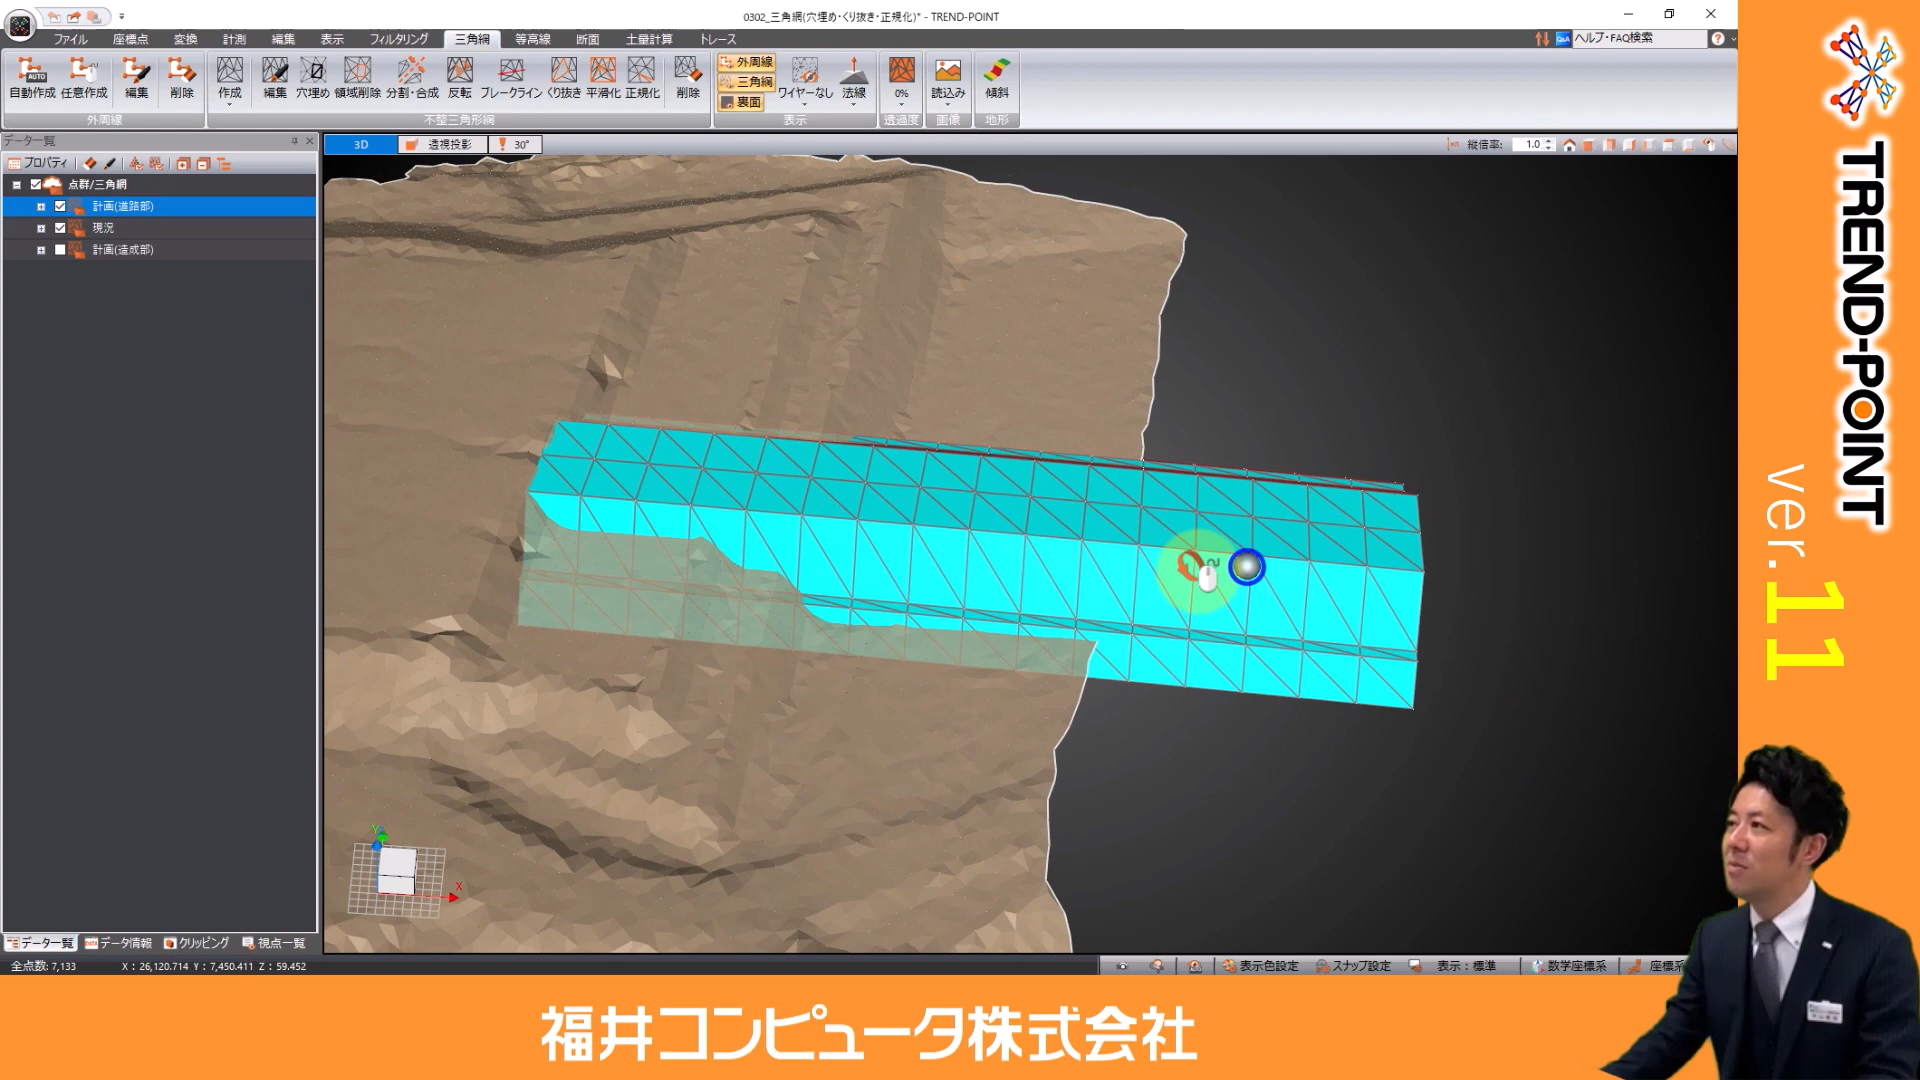 0302_三角網(穴埋め・くり抜き・正規化)* - TREND-POINT
ファイル 座標点 変換 計測 編集 表示 フィルタリング 三角網 等高線 断面 土量計算 トレース
Q&A ヘルプ・FAQ検索
自動作成 任意作成 編集 削除
外周線
作成 編集 穴埋め 領域削除 分割・合成 反転 ブレークライン くり抜き 平滑化 正規化 削除
不整三角形網
外周線
三角網
裏面
ワイヤーなし 法線
表示
0%
透過度
読込み
画像
傾斜
地形
データ一覧
プロパティ
点群/三角網
計画(道路部)
現況
計画(造成部)
3D 透視投影 30°
縦倍率: 1.0
Y
X
データ一覧 データ情報 クリッピング 視点一覧
全点数: 7,133 X : 26,120.714 Y : 7,450.411 Z : 59.452
表示色設定 スナップ設定 表示 : 標準 数学座標系 座標系
TREND-POINT
ver.11
福井コンピュータ株式会社